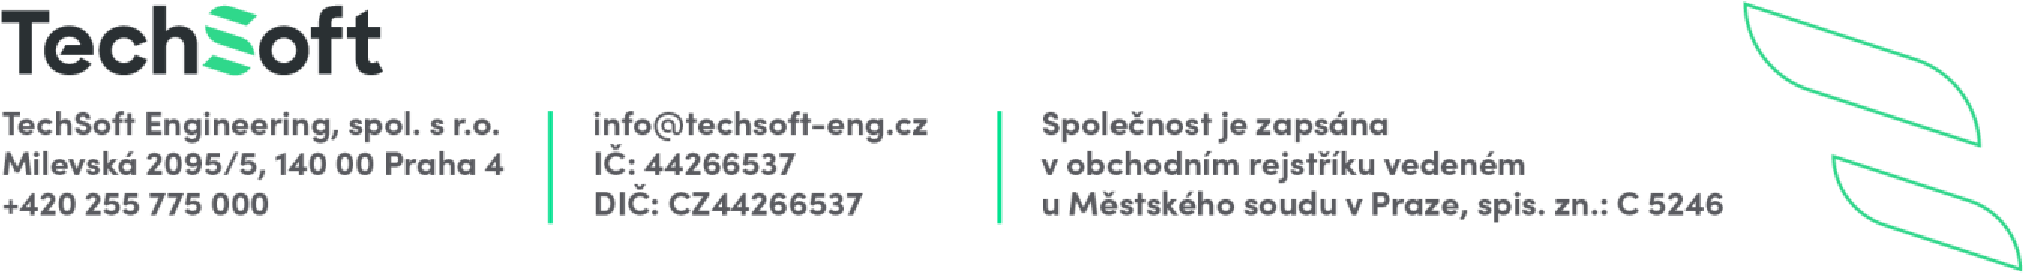 TechSoft
TechSoft Engineering, spol. s r.o.
Milevská 2095/5, 140 00 Praha 4
+420 255 775 000
info@techsoft-eng.cz
IČ: 44266537
DIČ: CZ44266537
Společnost je zapsána
v obchodním rejstříku vedeném
u Městského soudu v Praze, spis. zn.: C 5246